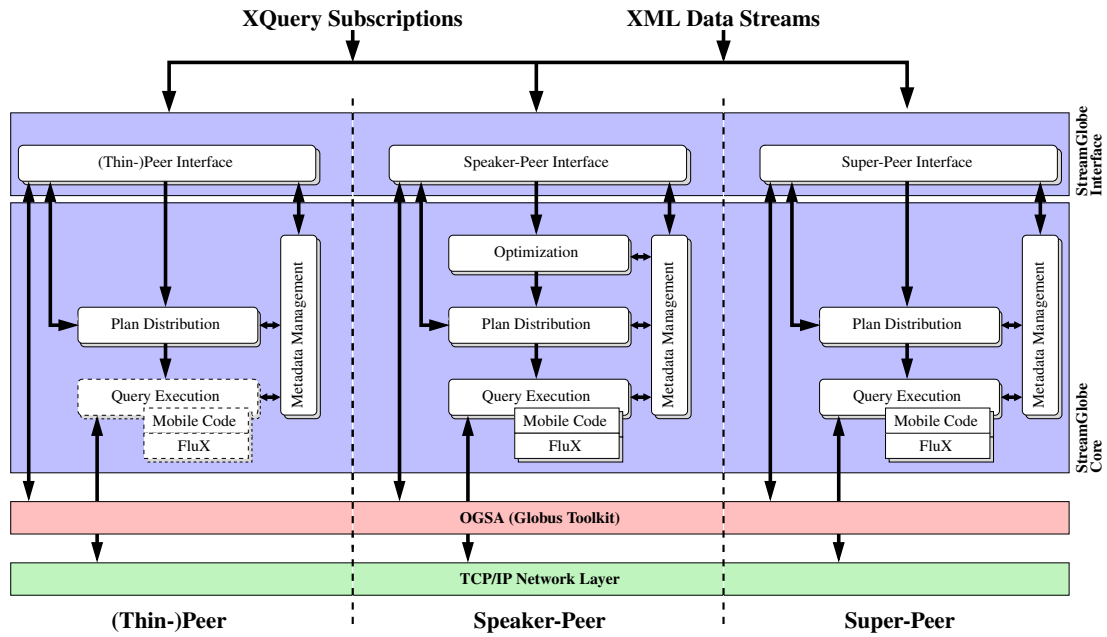 XQuery Subscriptions
XML Data Streams
StreamGlobe
Interface
(Thin-)Peer Interface
Speaker-Peer Interface
Super-Peer Interface
Optimization
Metadata Management
Metadata Management
Metadata Management
Plan Distribution
Plan Distribution
Plan Distribution
Query Execution
Query Execution
Query Execution
Mobile Code
Mobile Code
Mobile Code
FluX
FluX
FluX
StreamGlobe
Core
OGSA (Globus Toolkit)
TCP/IP Network Layer
(Thin-)Peer
Speaker-Peer
Super-Peer